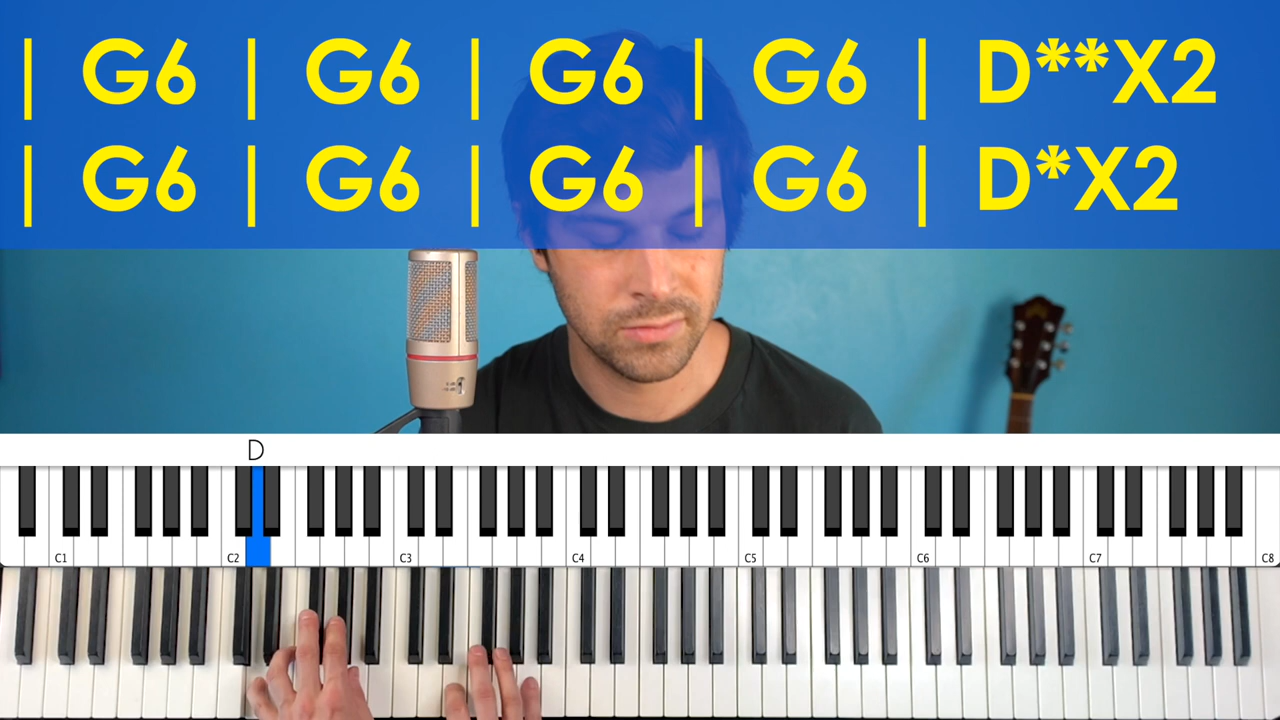 | G6 | G6 | G6 | G6 | D**X2
| G6 | G6 | G6 | G6 | D*X2
D
C1 C2 C3 C4 C5 C6 C7 C8